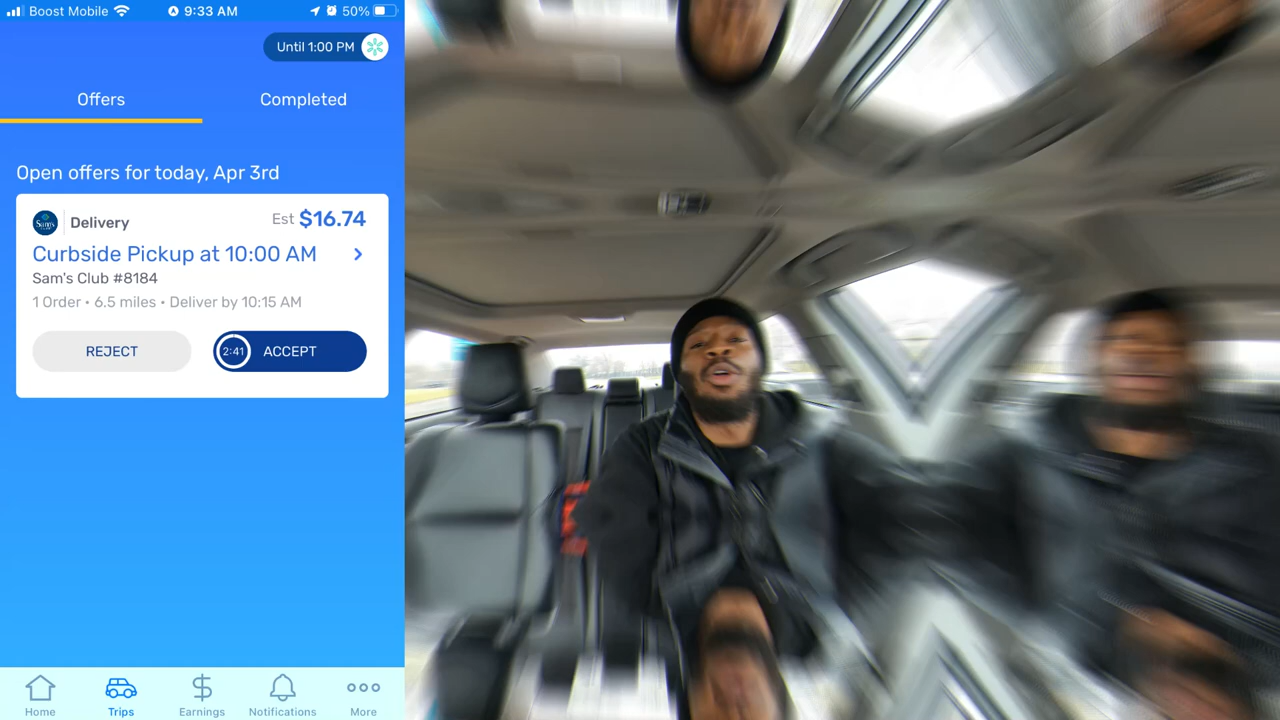 Boost Mobile
9:33 AM
50%
Until 1:00 PM
Offers
Completed
Open offers for today, Apr 3rd
Sam's
Delivery
Est $16.74
Curbside Pickup at 10:00 AM
Sam's Club #8184
1 Order • 6.5 miles • Deliver by 10:15 AM
REJECT
2:41 ACCEPT
Home
Trips
Earnings
Notifications
More